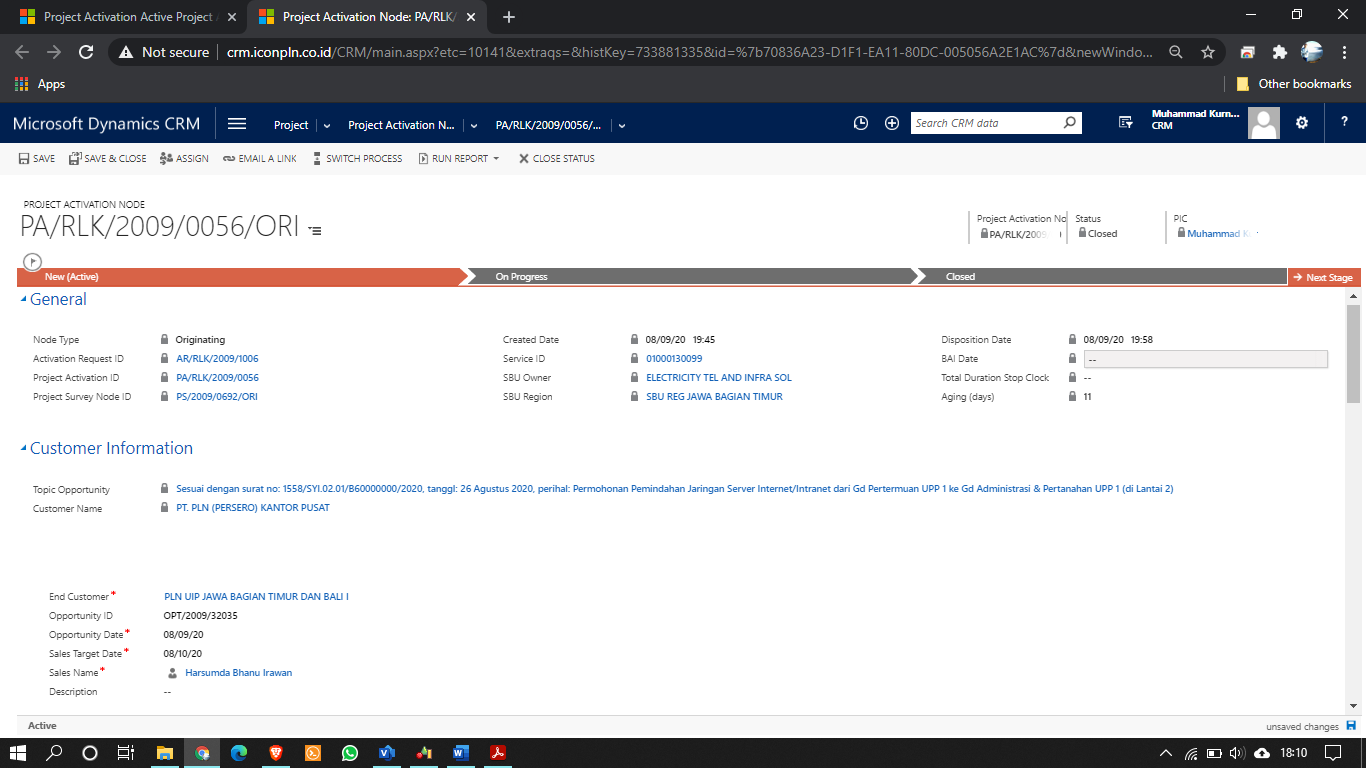 Project Activation Active Project
Project Activation Node: PA/RLK/
Not secure
crm.iconpln.co.id/CRM/main.aspx?etc=10141&extraqs=&histKey=733881335&id=%7b70836A23-D1F1-EA11-80DC-005056A2E1AC%7d&newWindo...
Apps
Other bookmarks
Microsoft Dynamics CRM
Project
Project Activation N...
PA/RLK/2009/0056/...
Search CRM data
Muhammad Kurn...
CRM
?
SAVE
SAVE & CLOSE
ASSIGN
EMAIL A LINK
SWITCH PROCESS
RUN REPORT
CLOSE STATUS
PROJECT ACTIVATION NODE
PA/RLK/2009/0056/ORI
Project Activation No
PA/RLK/2009
Status
Closed
PIC
Muhammad K
New (Active)
On Progress
Closed
Next Stage
General
Node Type Originating
Created Date 08/09/20 19:45
Disposition Date 08/09/20 19:58
Activation Request ID AR/RLK/2009/1006
Service ID 01000130099
BAI Date --
Project Activation ID PA/RLK/2009/0056
SBU Owner ELECTRICITY TEL AND INFRA SOL
Total Duration Stop Clock --
Project Survey Node ID PS/2009/0692/ORI
SBU Region SBU REG JAWA BAGIAN TIMUR
Aging (days) 11
Customer Information
Topic Opportunity Sesuai dengan surat no: 1558/SYI.02.01/B60000000/2020, tanggl: 26 Agustus 2020, perihal: Permohonan Pemindahan Jaringan Server Internet/Intranet dari Gd Pertermuan UPP 1 ke Gd Administrasi & Pertanahan UPP 1 (di Lantai 2)
Customer Name PT. PLN (PERSERO) KANTOR PUSAT
End Customer* PLN UIP JAWA BAGIAN TIMUR DAN BALI I
Opportunity ID OPT/2009/32035
Opportunity Date* 08/09/20
Sales Target Date* 08/10/20
Sales Name* Harsumda Bhanu Irawan
Description --
Active
unsaved changes
18:10